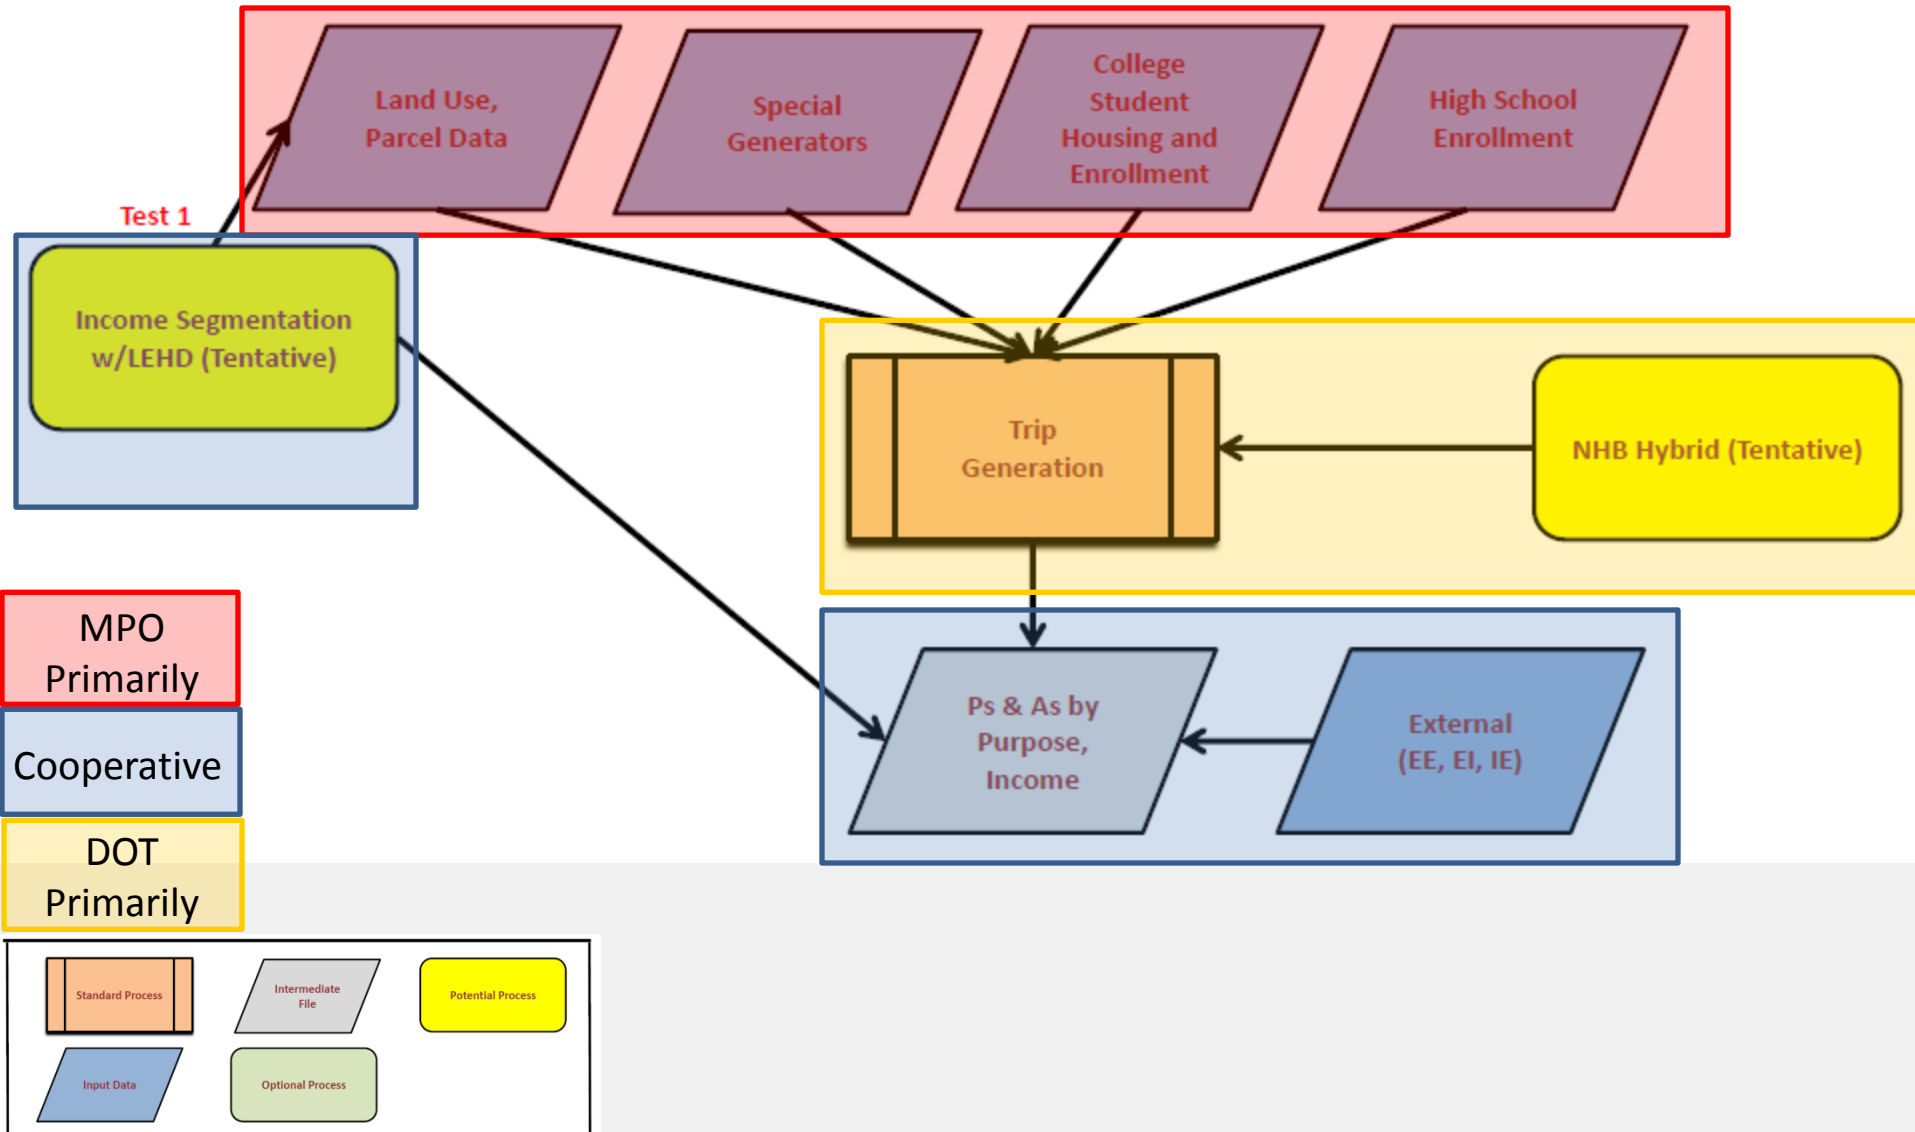 Land Use,
Parcel Data
Special
Generators
College
Student
Housing and
Enrollment
High School
Enrollment
Test 1
Income Segmentation
w/LEHD (Tentative)
Trip
Generation
NHB Hybrid (Tentative)
MPO
Primarily
Cooperative
DOT
Primarily
Ps & As by
Purpose,
Income
External
(EE, EI, IE)
Standard Process
Intermediate
File
Potential Process
Input Data
Optional Process